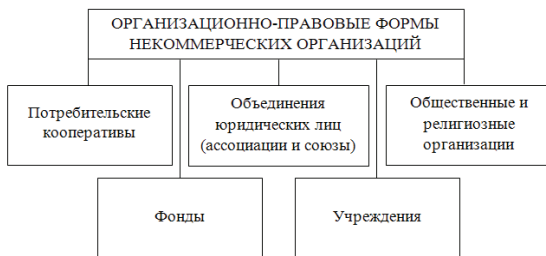 ОРГАНИЗАЦИОННО-ПРАВОВЫЕ ФОРМЫ
НЕКОММЕРЧЕСКИХ ОРГАНИЗАЦИЙ
Потребительские
кооперативы
Объединения
юридических лиц
(ассоциации и союзы)
Общественные и
религиозные
организации
Фонды
Учреждения